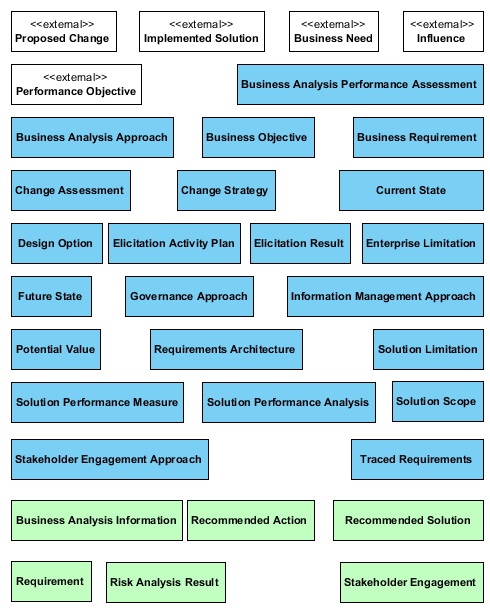 <<external>> <<external>> <<external>> <<external>>
Proposed Change Implemented Solution Business Need Influence
<<external>>
Performance Objective Business Analysis Performance Assessment
Business Analysis Approach Business Objective Business Requirement
Change Assessment Change Strategy Current State
Design Option Elicitation Activity Plan Elicitation Result Enterprise Limitation
Future State Governance Approach Information Management Approach
Potential Value Requirements Architecture Solution Limitation
Solution Performance Measure Solution Performance Analysis Solution Scope
Stakeholder Engagement Approach Traced Requirements
Business Analysis Information Recommended Action Recommended Solution
Requirement Risk Analysis Result Stakeholder Engagement